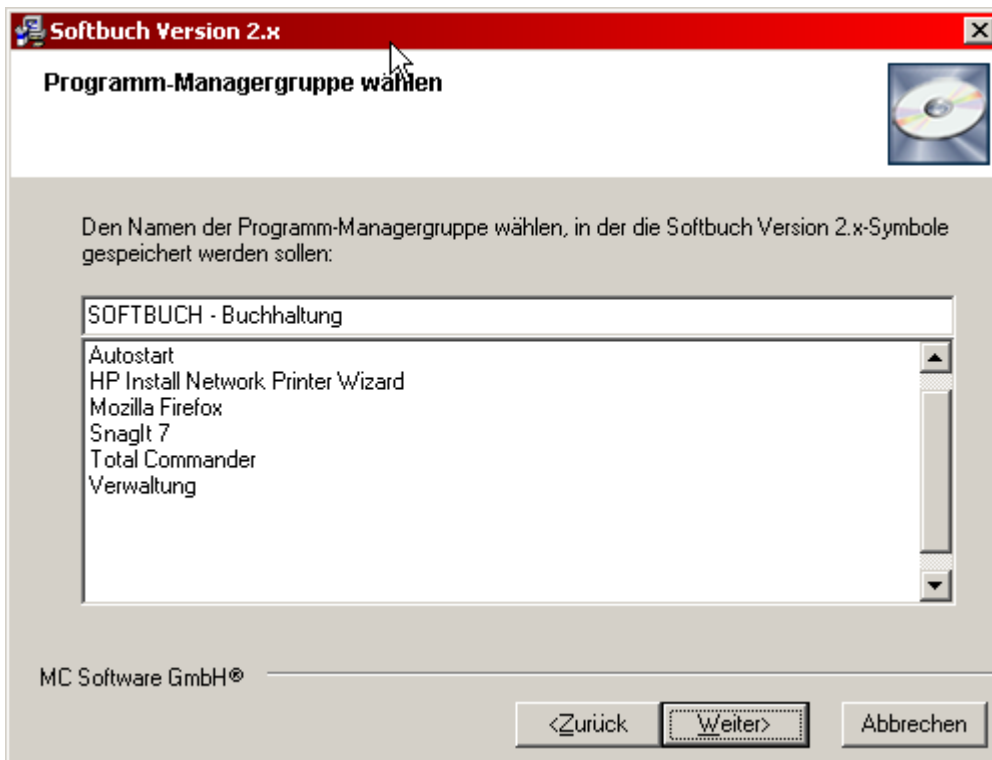 Softbuch Version 2.x
Programm-Managergruppe wählen
Den Namen der Programm-Managergruppe wählen, in der die Softbuch Version 2.x-Symbole
gespeichert werden sollen:
SOFTBUCH - Buchhaltung
Autostart
HP Install Network Printer Wizard
Mozilla Firefox
SnagIt 7
Total Commander
Verwaltung
MC Software GmbH®
<Zurück Weiter> Abbrechen